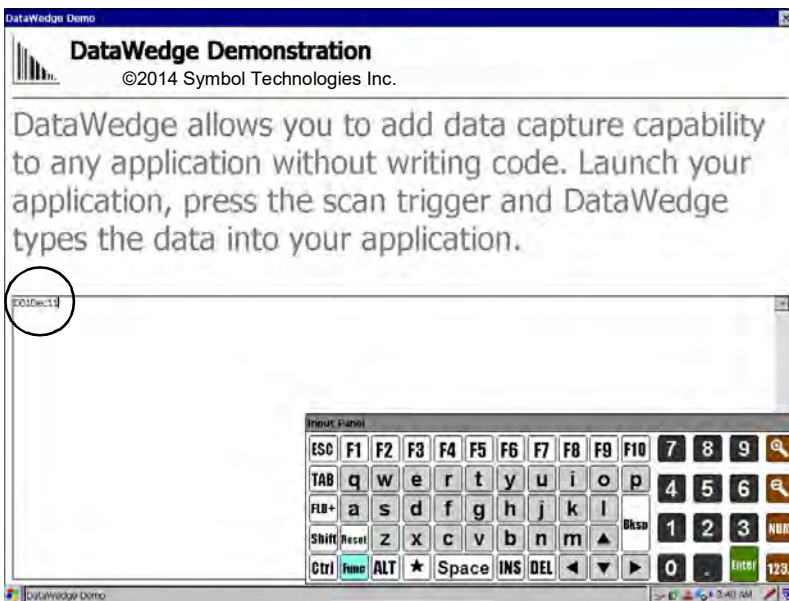 DataWedge Demo
DataWedge Demonstration
©2014 Symbol Technologies Inc.
DataWedge allows you to add data capture capability
to any application without writing code. Launch your
application, press the scan trigger and DataWedge
types the data into your application.
Input Panel
ESC F1 F2 F3 F4 F5 F6 F7 F8 F9 F10 7 8 9
TAB q w e r t y u i o p 4 5 6
FLD+ a s d f g h j k l Bksp
Shift Reset z x c v b n m 1 2 3 NUM
Ctrl Func ALT Space INS DEL 0 . Enter 123.
DataWedge Demo 3:40 AM